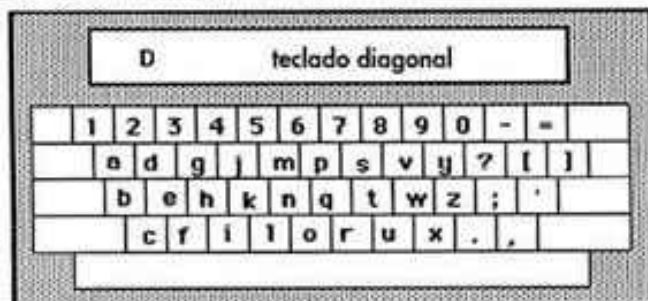 D teclado diagonal
1 2 3 4 5 6 7 8 9 0 - =
a d g j m p s v y ? [ ]
b e h k n q t w z ; '
c f i l o r u x . ,